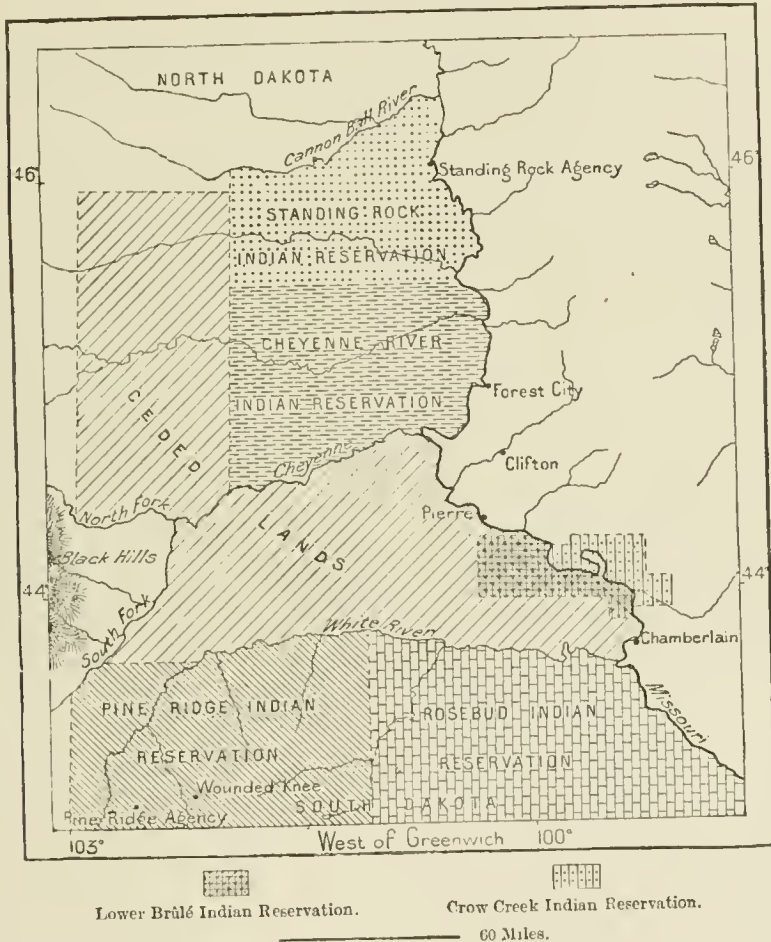 NORTH DAKOTA
Cannon Ball River
46°
46°
Standing Rock Agency
STANDING ROCK
INDIAN RESERVATION
CHEYENNE RIVER
INDIAN RESERVATION
Forest City
CEDED
Cheyenne
Clifton
North Fork
Pierre
LANDS
Black Hills
44°
44°
South Fork
White River
Chamberlain
PINE RIDGE INDIAN
RESERVATION
ROSEBUD INDIAN
RESERVATION
Missouri
Wounded Knee
Pine Ridge Agency
SOUTH DAKOTA
103°
West of Greenwich
100°
Lower Brûlé Indian Reservation.
Crow Creek Indian Reservation.
60 Miles.